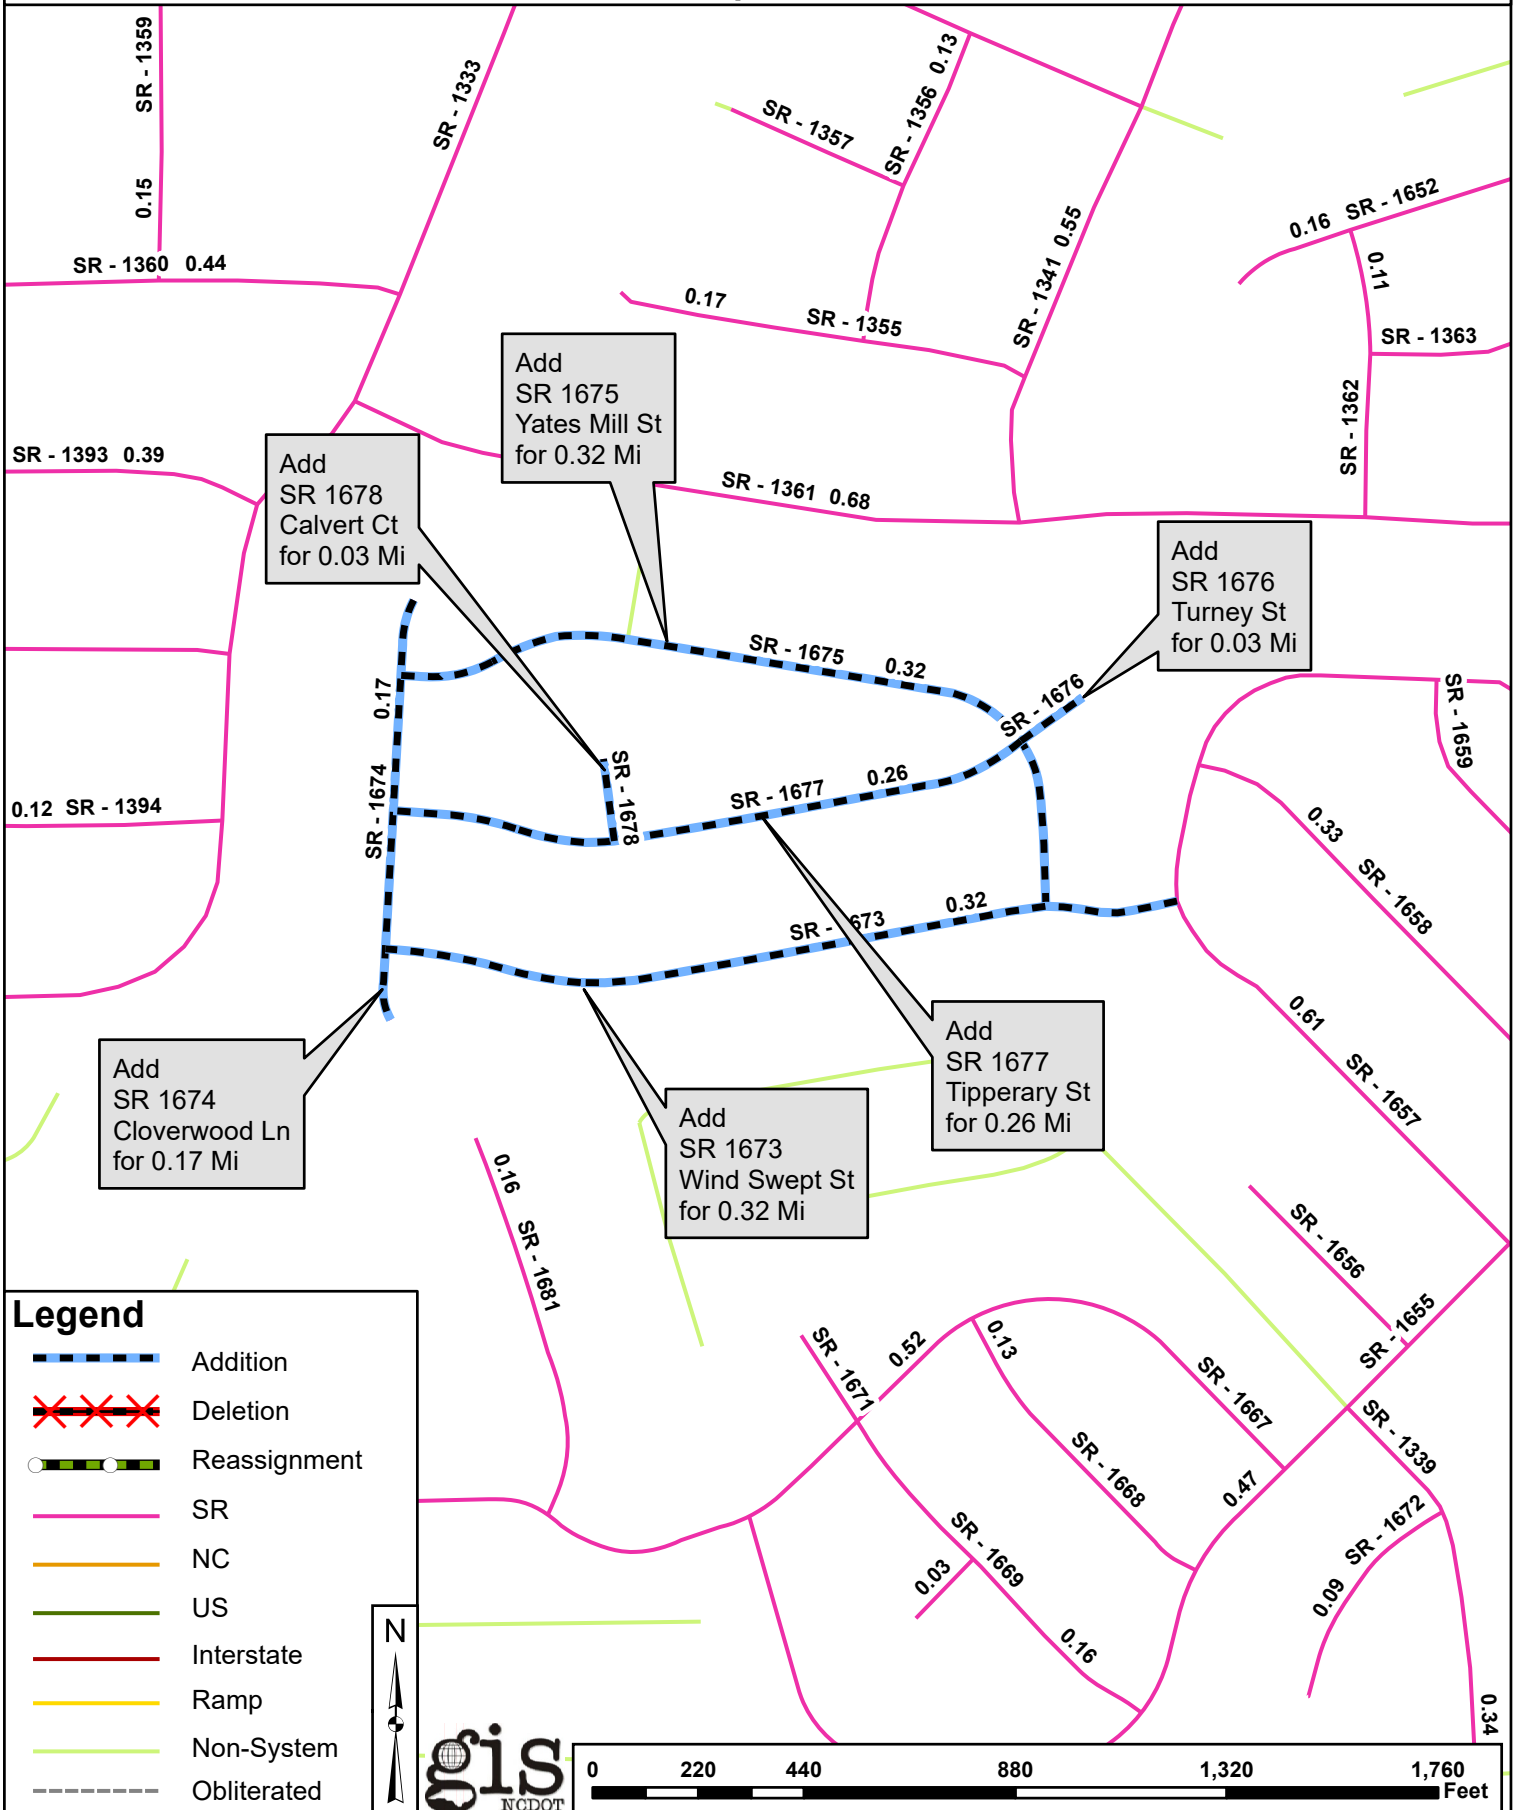 SR - 1359
0.15
SR - 1333
SR - 1360 0.44
SR - 1357
SR - 1356 0.13
0.17
SR - 1355
SR - 1341 0.55
0.16 SR - 1652
0.11
SR - 1363
SR - 1362
SR - 1393 0.39
SR - 1361 0.68
Add
SR 1675
Yates Mill St
for 0.32 Mi
Add
SR 1678
Calvert Ct
for 0.03 Mi
Add
SR 1676
Turney St
for 0.03 Mi
SR - 1675 0.32
SR - 1676
0.17
SR - 1674
SR - 1678
SR - 1677 0.26
0.12 SR - 1394
SR - 1659
0.33
SR - 1658
SR - 673 0.32
0.61
SR - 1657
Add
SR 1674
Cloverwood Ln
for 0.17 Mi
Add
SR 1673
Wind Swept St
for 0.32 Mi
Add
SR 1677
Tipperary St
for 0.26 Mi
0.16
SR - 1681
SR - 1656
SR - 1655
SR - 1671
0.52
0.13
SR - 1667
SR - 1668
0.47
SR - 1339
SR - 1672
0.09
SR - 1669
0.03
0.16
0.34
Legend
Addition
Deletion
Reassignment
SR
NC
US
Interstate
Ramp
Non-System
Obliterated
N
gis
NCDOT
0 220 440 880 1,320 1,760
Feet